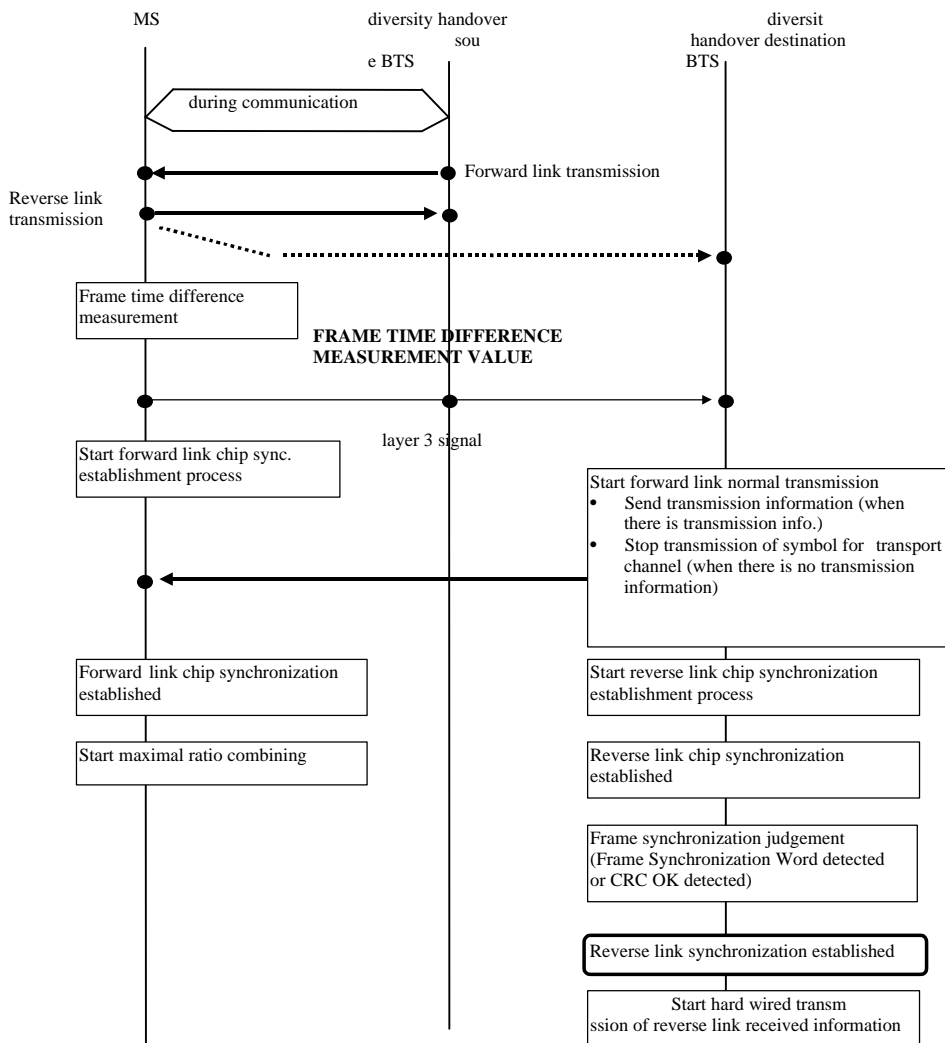 MS
diversity handover
sou
e BTS
diversit
handover destination
BTS
during communication
Forward link transmission
Reverse link
transmission
Frame time difference
measurement
FRAME TIME DIFFERENCE
MEASUREMENT VALUE
layer 3 signal
Start forward link chip sync.
establishment process
Start forward link normal transmission
• Send transmission information (when
there is transmission info.)
• Stop transmission of symbol for transport
channel (when there is no transmission
information)
Forward link chip synchronization
established
Start reverse link chip synchronization
establishment process
Start maximal ratio combining
Reverse link chip synchronization
established
Frame synchronization judgement
(Frame Synchronization Word detected
or CRC OK detected)
Reverse link synchronization established
Start hard wired transm
ssion of reverse link received information